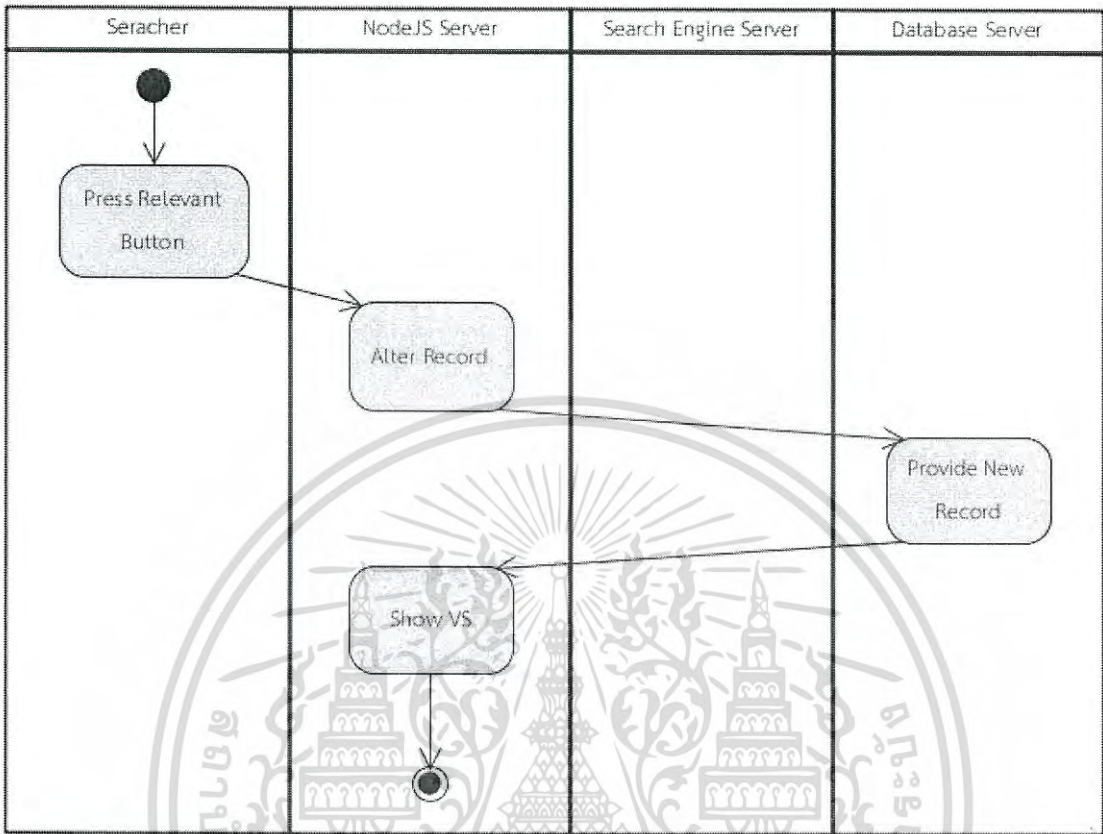 Seracher
NodeJS Server
Search Engine Server
Database Server
Press Relevant
Button
Alter Record
Provide New
Record
Show VS